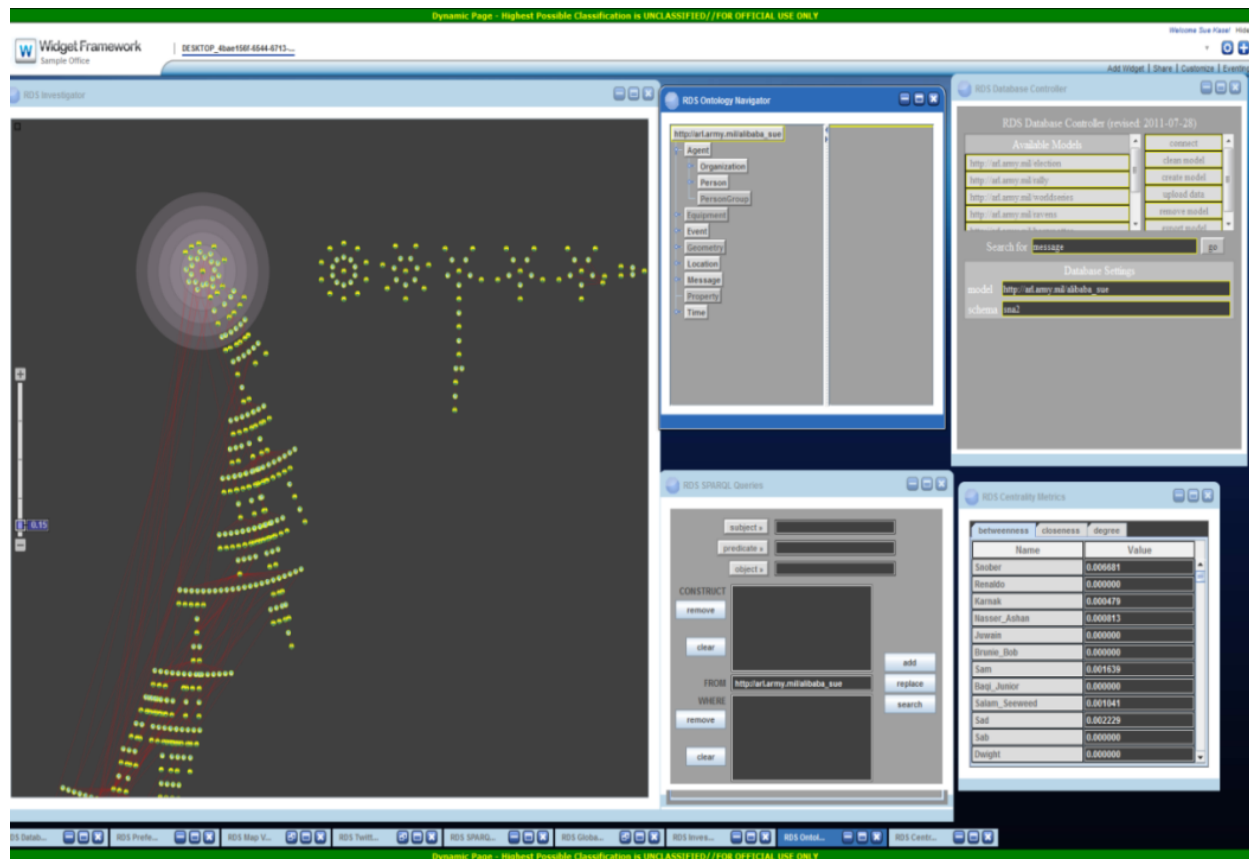 Dynamic Page - Highest Possible Classification is UNCLASSIFIED//FOR OFFICIAL USE ONLY
Welcome Sue Kase! Hide
W Widget Framework
Sample Office
DESKTOP_4bae156f-6544-6713-...
Add Widget | Share | Customize | Eventing
RDS Investigator
0.15
RDS Ontology Navigator
http://arl.army.mil/alibaba_sue
Agent
Organization
Person
PersonGroup
Equipment
Event
Geometry
Location
Message
Property
Time
RDS Database Controller
RDS Database Controller (revised: 2011-07-28)
Available Models
http://arl.army.mil/election
http://arl.army.mil/rally
http://arl.army.mil/worldseries
http://arl.army.mil/ravens
connect
clean model
create model
upload data
remove model
export model
Search for message go
Database Settings
model http://arl.army.mil/alibaba_sue
schema sna2
RDS SPARQL Queries
subject »
predicate »
object »
CONSTRUCT
remove
clear
FROM http://arl.army.mil/alibaba_sue
WHERE
remove
clear
add
replace
search
RDS Centrality Metrics
betweenness closeness degree
Name Value
Snober 0.006681
Renaldo 0.000000
Karnak 0.000479
Nasser_Ashan 0.000813
Juwain 0.000000
Brunie_Bob 0.000000
Sam 0.001639
Baqi_Junior 0.000000
Salam_Seeweed 0.001041
Sad 0.002229
Sab 0.000000
Dwight 0.000000
RDS Datab...
RDS Prefe...
RDS Map V...
RDS Twitt...
RDS SPARQ...
RDS Globa...
RDS Inves...
RDS Ontol...
RDS Centr...
Dynamic Page - Highest Possible Classification is UNCLASSIFIED//FOR OFFICIAL USE ONLY